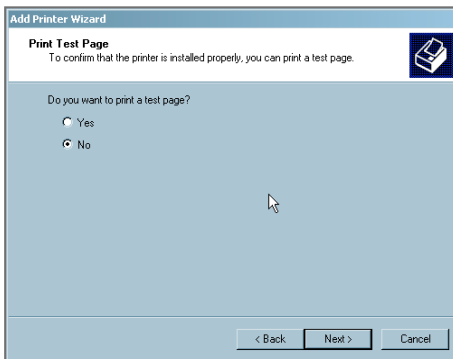 Add Printer Wizard
Print Test Page
To confirm that the printer is installed properly, you can print a test page.
Do you want to print a test page?
Yes
No
< Back Next > Cancel